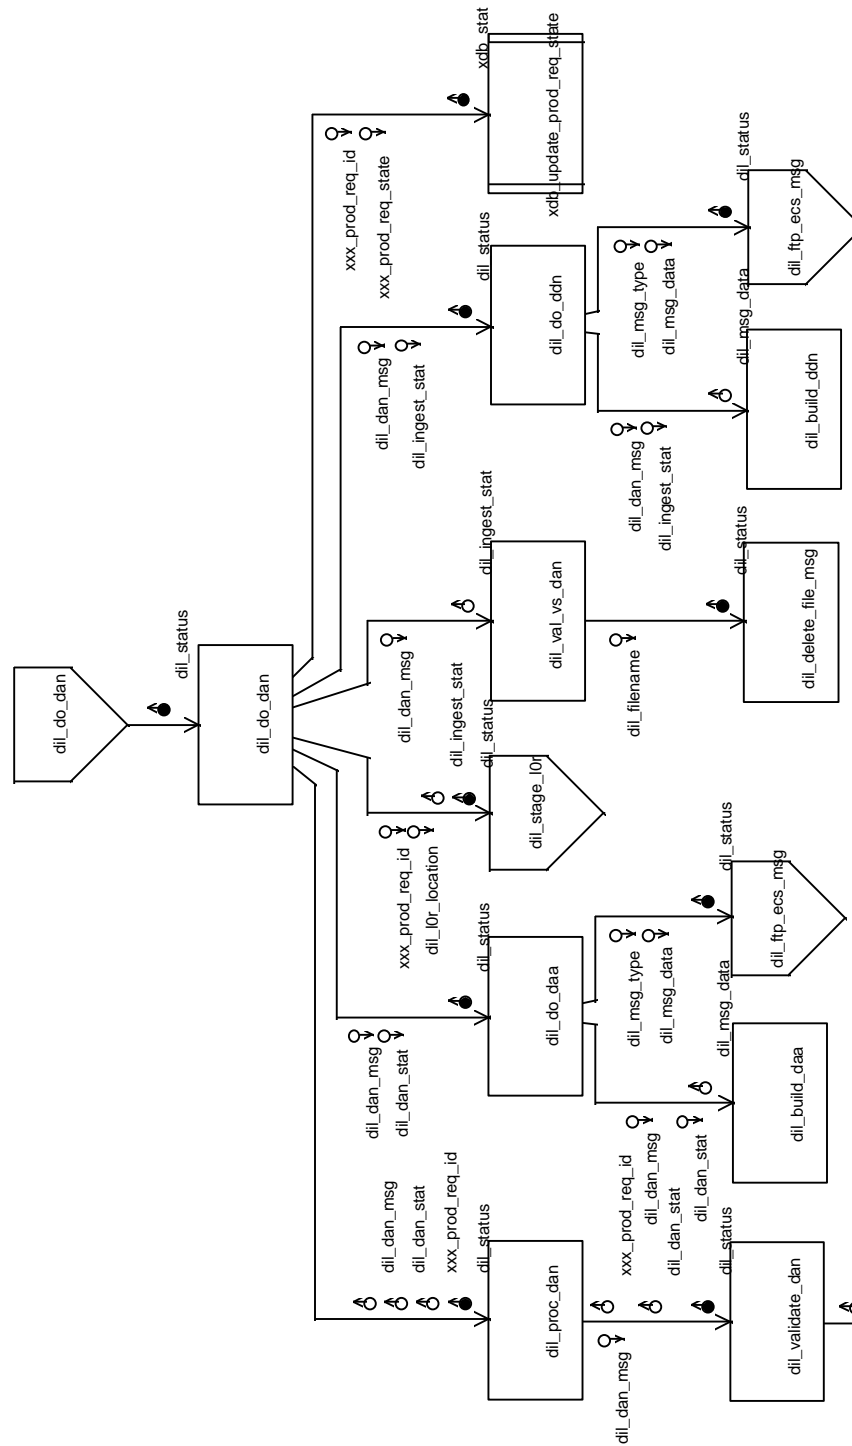 dil_do_dan
dil_status
dil_do_dan
xxx_prod_req_id
xxx_prod_req_state
xdb_stat
xdb_update_prod_req_state
dil_dan_msg
dil_ingest_stat
dil_status
dil_do_ddn
dil_msg_type
dil_msg_data
dil_status
dil_ftp_ecs_msg
dil_dan_msg
dil_ingest_stat
dil_msg_data
dil_build_ddn
dil_dan_msg
dil_ingest_stat
dil_val_vs_dan
dil_filename
dil_status
dil_delete_file_msg
xxx_prod_req_id
dil_l0r_location
dil_ingest_stat
dil_status
dil_stage_l0r
dil_dan_msg
dil_dan_stat
dil_status
dil_do_daa
dil_msg_type
dil_msg_data
dil_status
dil_ftp_ecs_msg
dil_dan_msg
dil_dan_stat
dil_msg_data
dil_build_daa
dil_dan_msg
dil_dan_stat
xxx_prod_req_id
dil_status
dil_proc_dan
dil_dan_msg
xxx_prod_req_id
dil_dan_stat
dil_status
dil_validate_dan